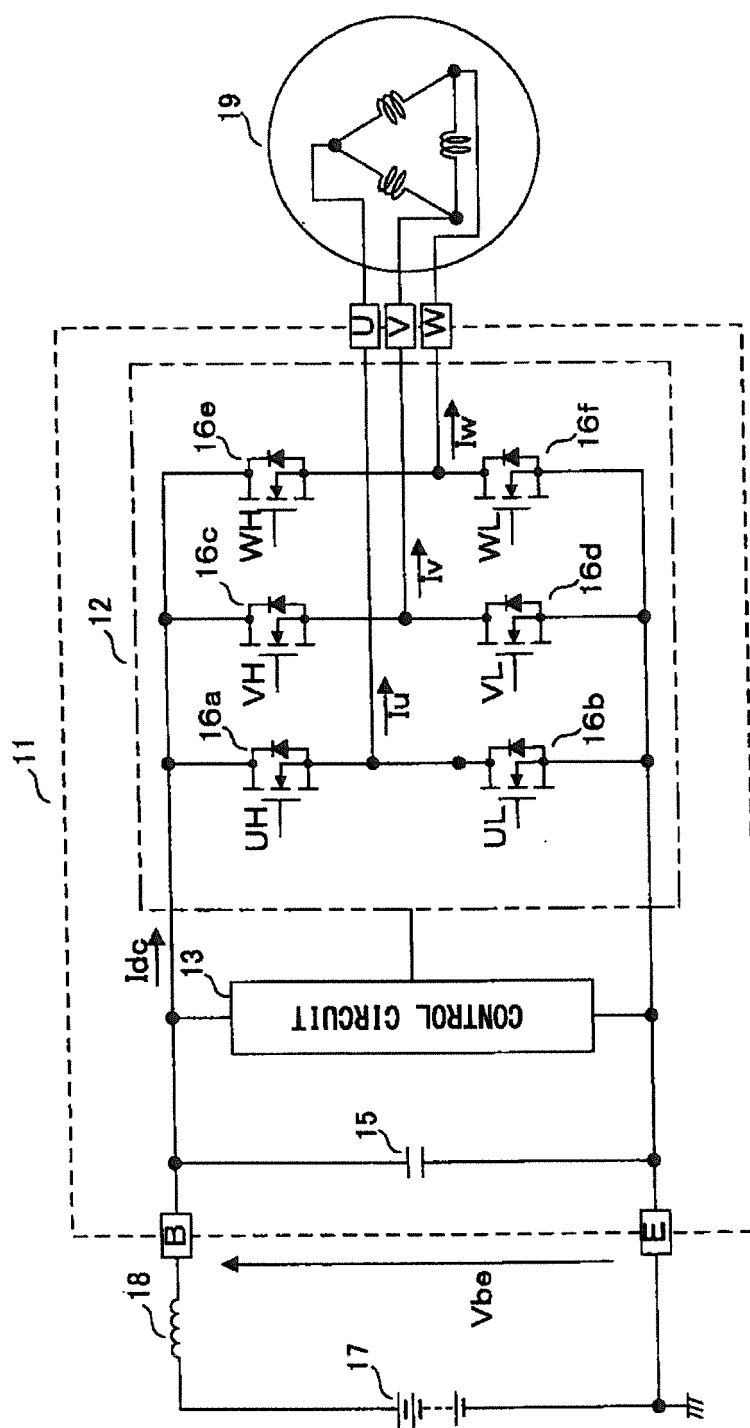 11
12
16a
16c
16e
19
UH
VH
WH
Idc
13
CONTROL CIRCUIT
Iu
Iv
Iw
U
V
W
UL
VL
WL
16b
16d
16f
15
18
B
17
Vbe
E